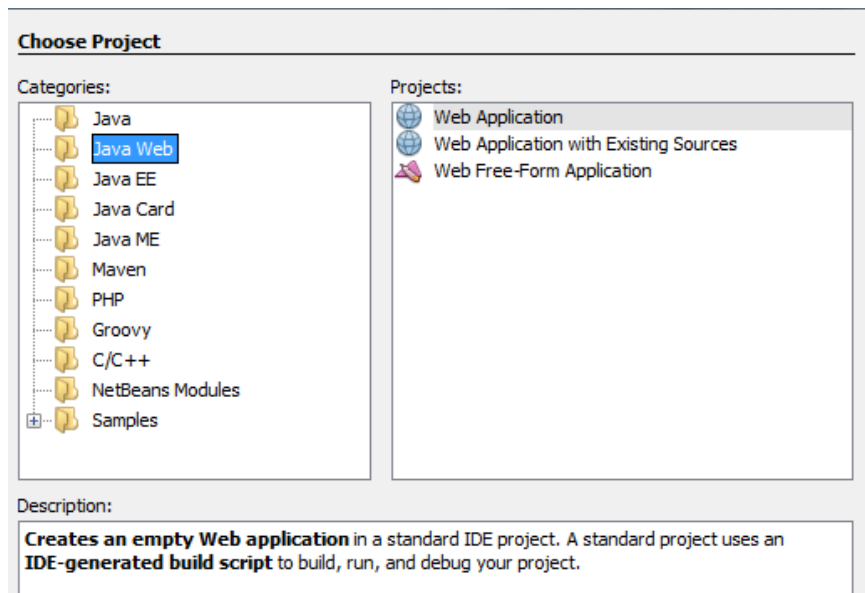 Choose Project
Categories:
Java
Java Web
Java EE
Java Card
Java ME
Maven
PHP
Groovy
C/C++
NetBeans Modules
Samples
Projects:
Web Application
Web Application with Existing Sources
Web Free-Form Application
Description:
Creates an empty Web application in a standard IDE project. A standard project uses an
IDE-generated build script to build, run, and debug your project.